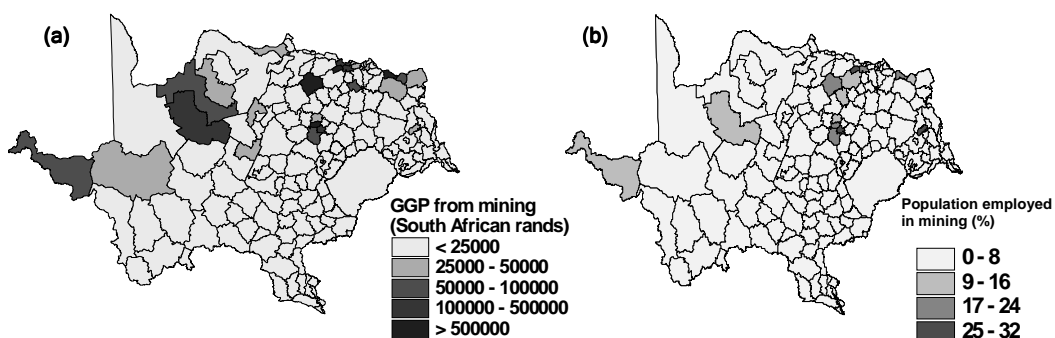 (a)
GGP from mining
(South African rands)
< 25000
25000 - 50000
50000 - 100000
100000 - 500000
> 500000
(b)
Population employed
in mining (%)
0 - 8
9 - 16
17 - 24
25 - 32